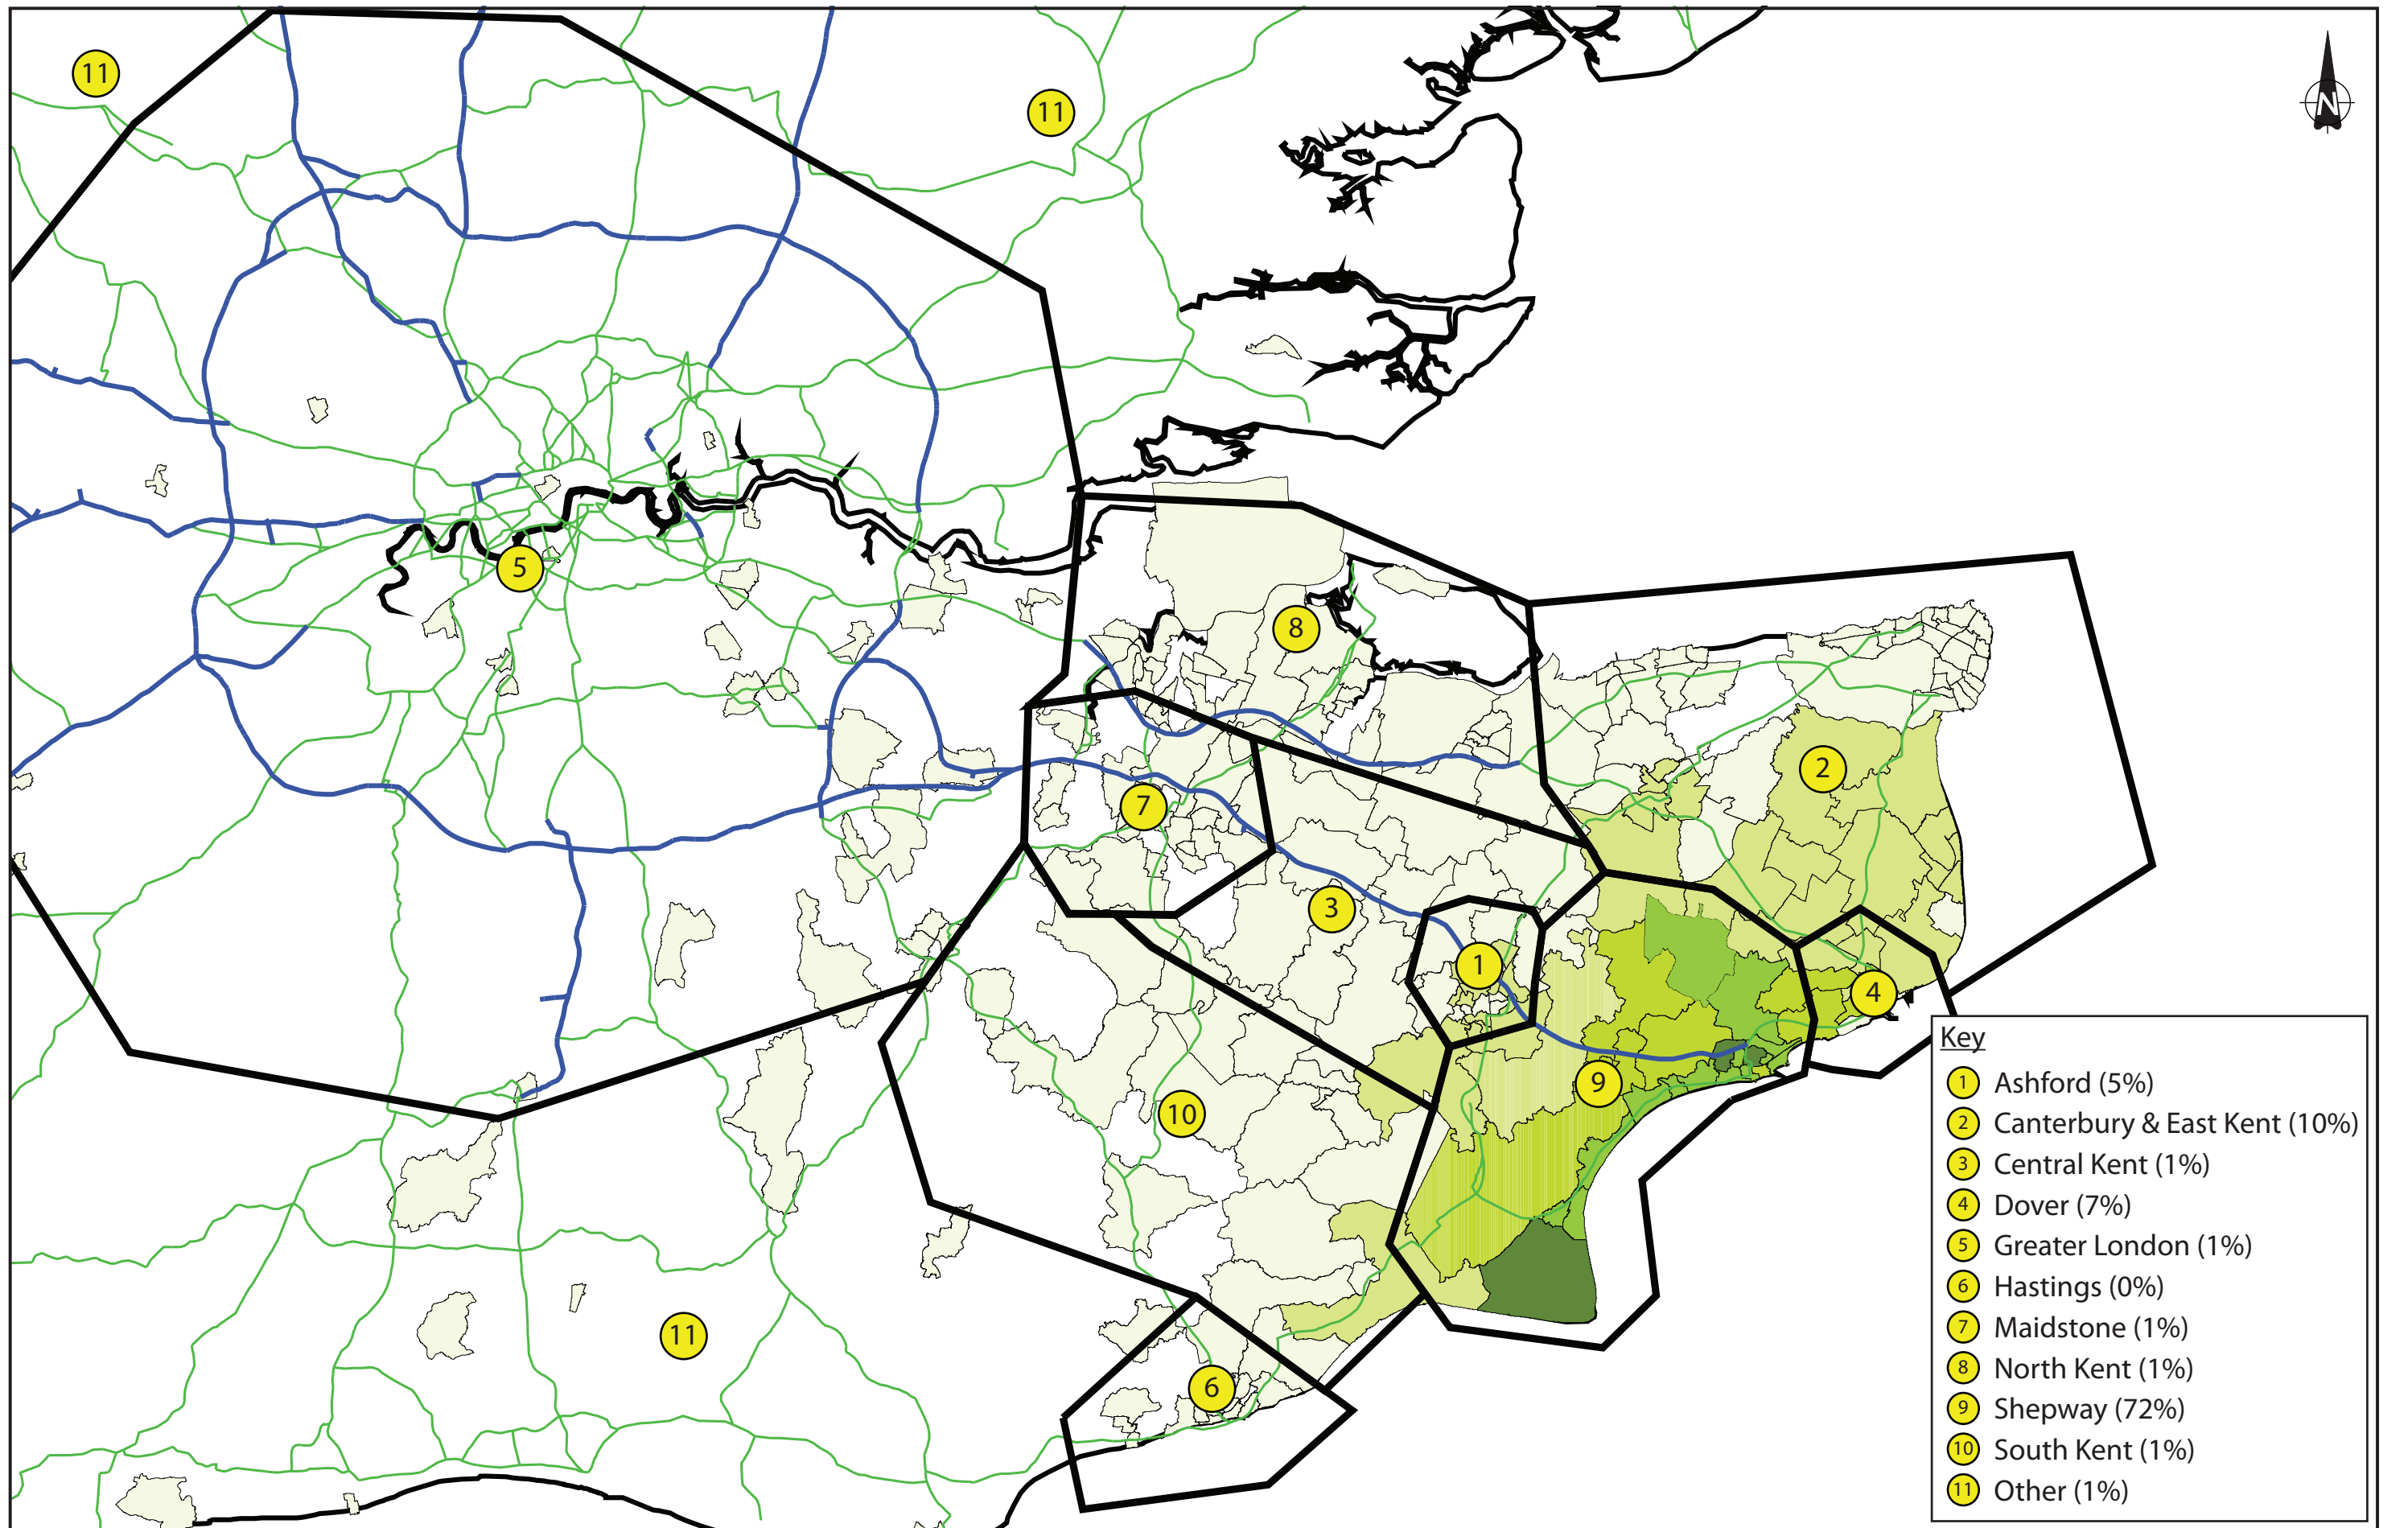 11
11
N
5
8
2
7
3
1
4
9
10
11
6
Key
1 Ashford (5%)
2 Canterbury & East Kent (10%)
3 Central Kent (1%)
4 Dover (7%)
5 Greater London (1%)
6 Hastings (0%)
7 Maidstone (1%)
8 North Kent (1%)
9 Shepway (72%)
10 South Kent (1%)
11 Other (1%)